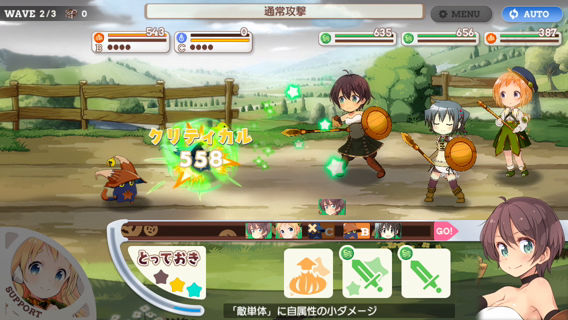 WAVE 2/3 0
通常攻撃
MENU
AUTO
543
B
0
C
635
656
387
クリティカル
558
C
B
GO!
とっておき
SUPPORT
「敵単体」に自属性の小ダメージ